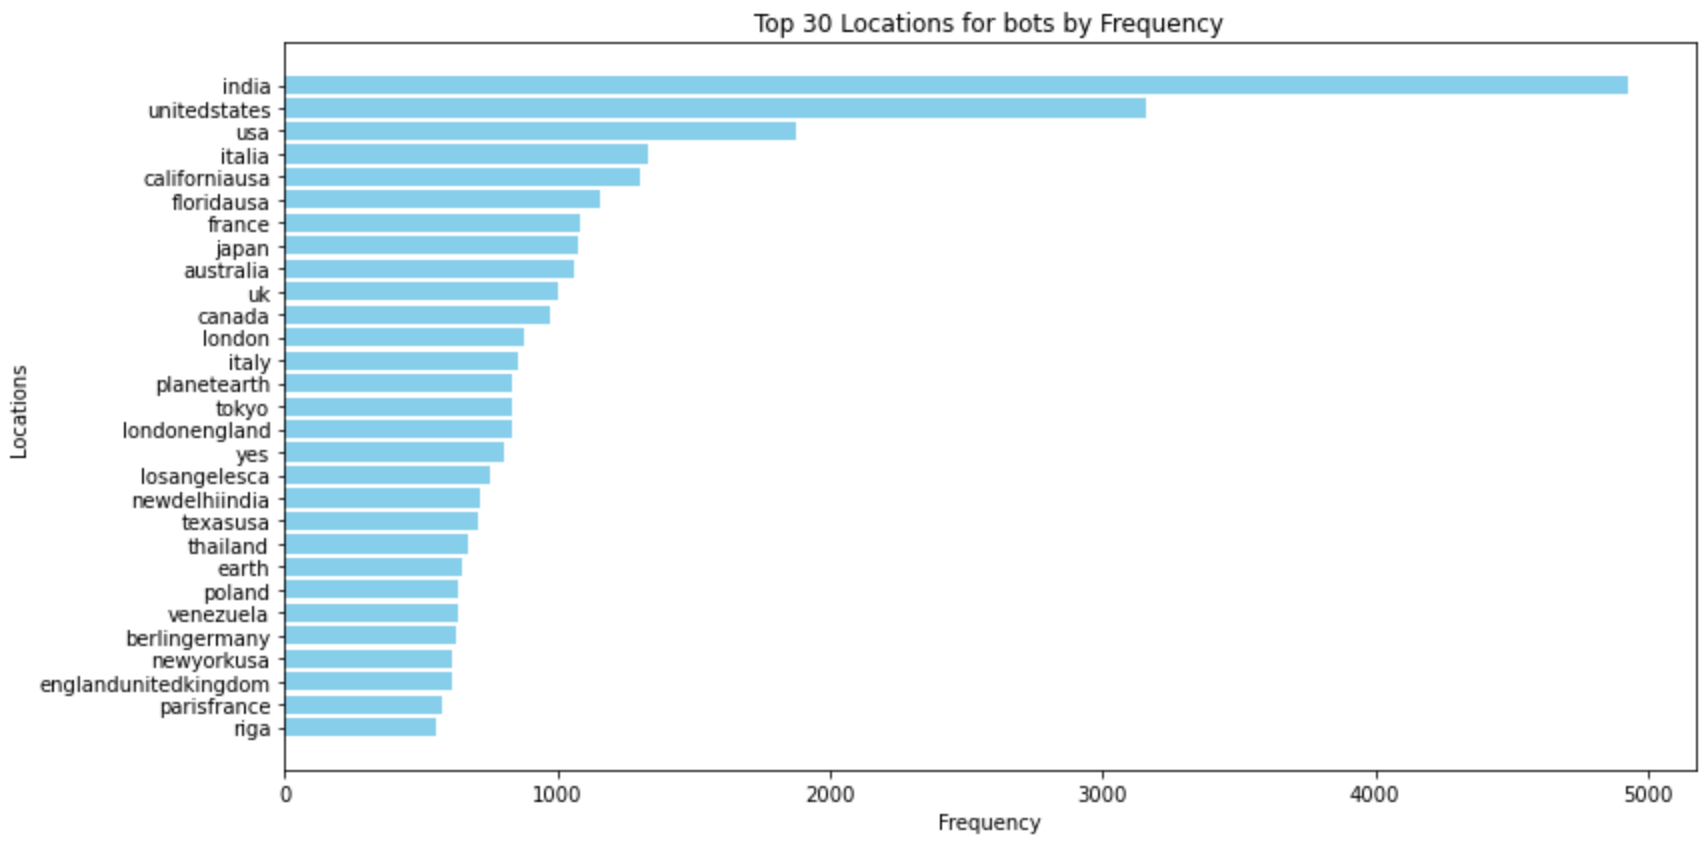 Top 30 Locations for bots by Frequency
india
unitedstates
usa
italia
californiausa
floridausa
france
japan
australia
uk
canada
london
italy
planetearth
tokyo
londonengland
yes
losangelesca
newdelhiindia
texasusa
thailand
earth
poland
venezuela
berlingermany
newyorkusa
englandunitedkingdom
parisfrance
riga
Locations
0 1000 2000 3000 4000 5000
Frequency